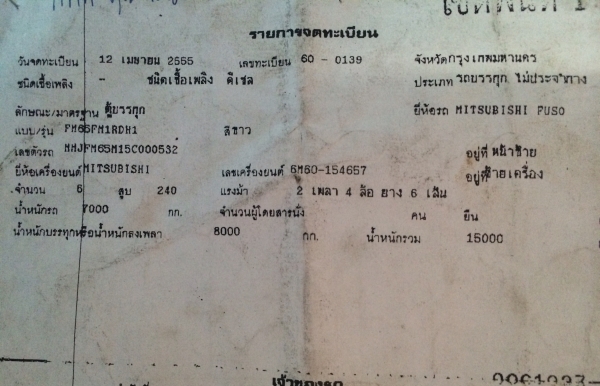 รายการจดทะเบียน
วันจดทะเบียน 12 เมษายน 2555 เลขทะเบียน 60 - 0139 จังหวัดกรุงเทพมหานคร
ชนิดเชื้อเพลิง - ชนิดเชื้อเพลิง ดีเซล ประเภท รถบรรทุก ไม่ประจำทาง
ลักษณะ/มาตรฐาน ตู้บรรทุก ยี่ห้อรถ MITSUBISHI FUSO
แบบ/รุ่น FM65FM1RDH1 สีขาว
เลขตัวรถ MMJFM65M15C000532 อยู่ที่ หน้าซ้าย
ยี่ห้อเครื่องยนต์ MITSUBISHI เลขเครื่องยนต์ 6M60-154657 อยู่ที่ ซ้ายเครื่อง
จำนวน 6 สูบ 240 แรงม้า 2 เพลา 4 ล้อ ยาง 6 เส้น
น้ำหนักรถ 7000 กก. จำนวนผู้โดยสารนั่ง คน ยืน
น้ำหนักบรรทุกหรือน้ำหนักลงเพลา 8000 กก. น้ำหนักรวม 15000
เจ้าของรถ